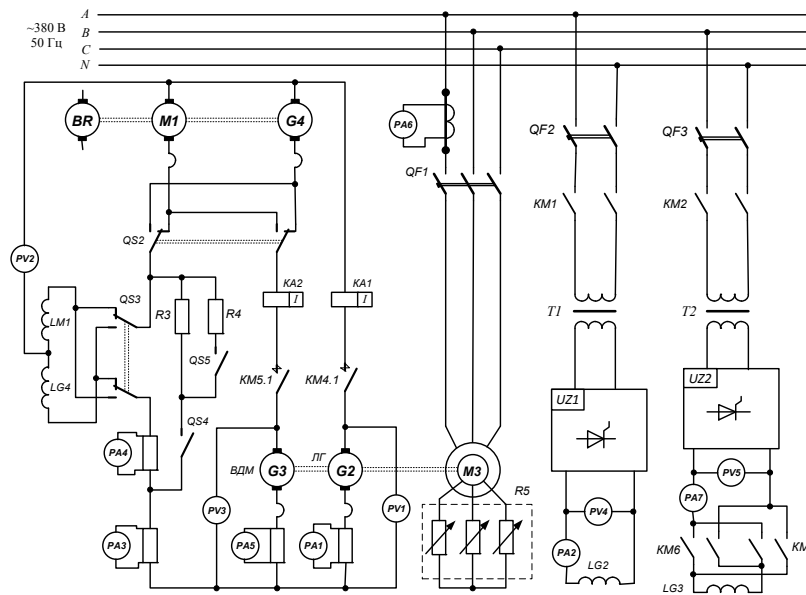 ~380 В
50 Гц
A
B
C
N
BR
M1
G4
PA6
QF1
QF2
QF3
KM1
KM2
PV2
QS2
QS3
LM1
LG4
R3
R4
QS5
QS4
KA2
I
KA1
I
T1
T2
KM5.1
KM4.1
UZ1
UZ2
PA4
ВДМ
G3
ЛГ
G2
M3
R5
PV3
PV1
PA3
PA5
PA1
PV4
PA2
LG2
PV5
PA7
KM6
KM
LG3